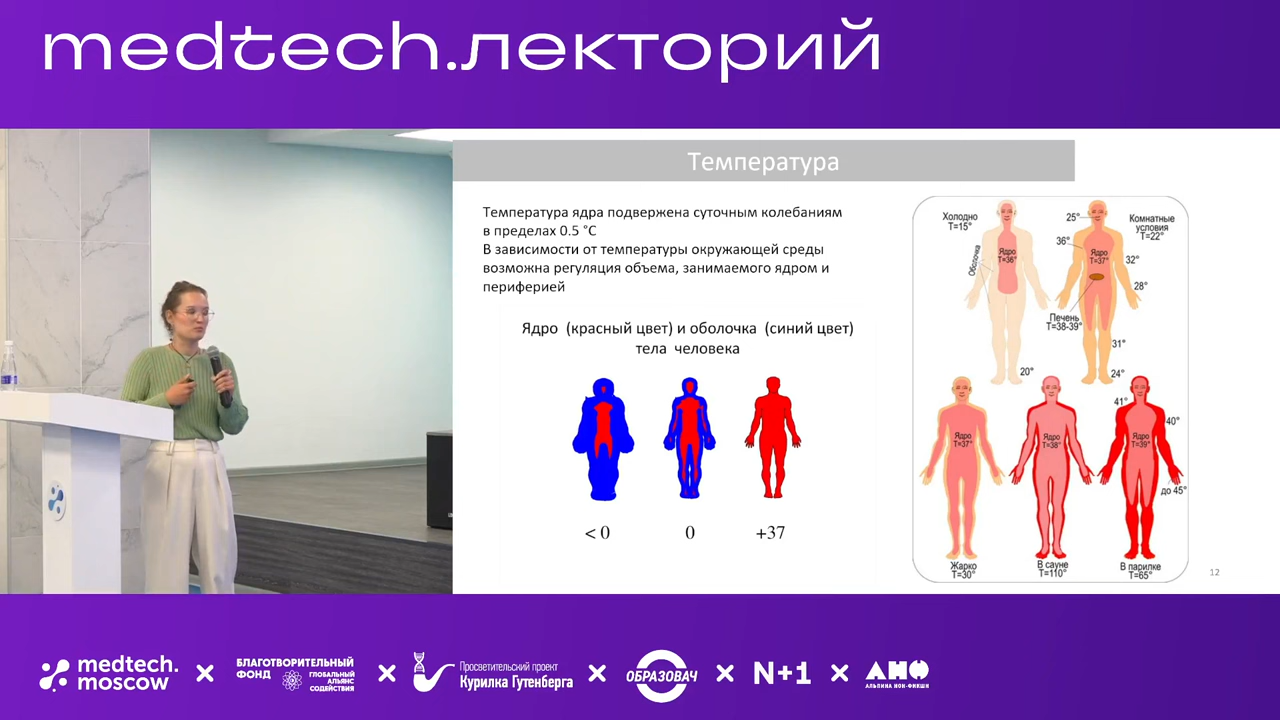 medtech.лекторий
Температура
Температура ядра подвержена суточным колебаниям
в пределах 0.5 °С
В зависимости от температуры окружающей среды
возможна регуляция объема, занимаемого ядром и
периферией
Ядро (красный цвет) и оболочка (синий цвет)
тела человека
< 0
0
+37
Холодно
T=15°
Оболочка
Ядро
T=36°
20°
25°
Комнатные
условия
T=22°
36°
Ядро
T=37°
32°
28°
Печень
T=38-39°
31°
24°
Ядро
T=37°
Жарко
T=30°
Ядро
T=38°
В сауне
T=110°
41°
40°
Ядро
T=39°
до 45°
В парилке
T=65°
12
medtech.
moscow
×
БЛАГОТВОРИТЕЛЬНЫЙ
ФОНД
ГЛОБАЛЬНЫЙ
АЛЬЯНС
СОДЕЙСТВИЯ
×
Просветительский проект
Курилка Гутенберга
×
ОБРАЗОВАЧ
×
N+1
×
АНФ
АЛЬПИНА НОН-ФИКШН